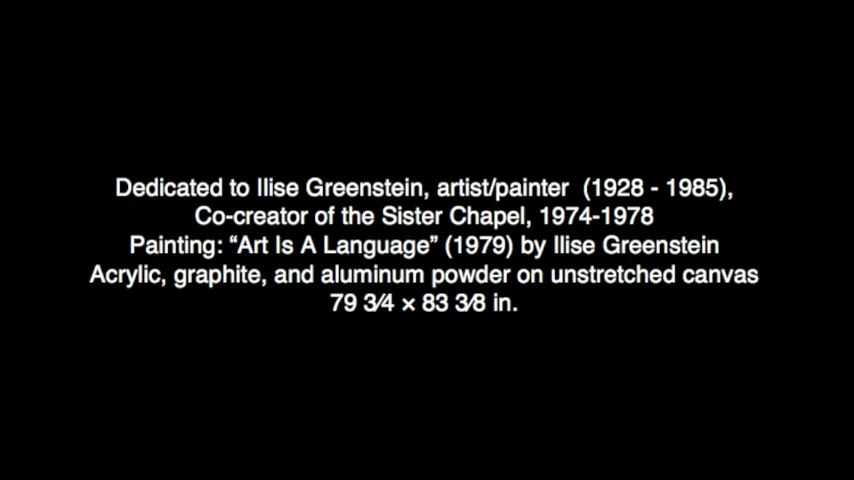 Dedicated to Ilise Greenstein, artist/painter  (1928 - 1985),
Co-creator of the Sister Chapel, 1974-1978
Painting: “Art Is A Language” (1979) by Ilise Greenstein
Acrylic, graphite, and aluminum powder on unstretched canvas
79 3⁄4 × 83 3⁄8 in.